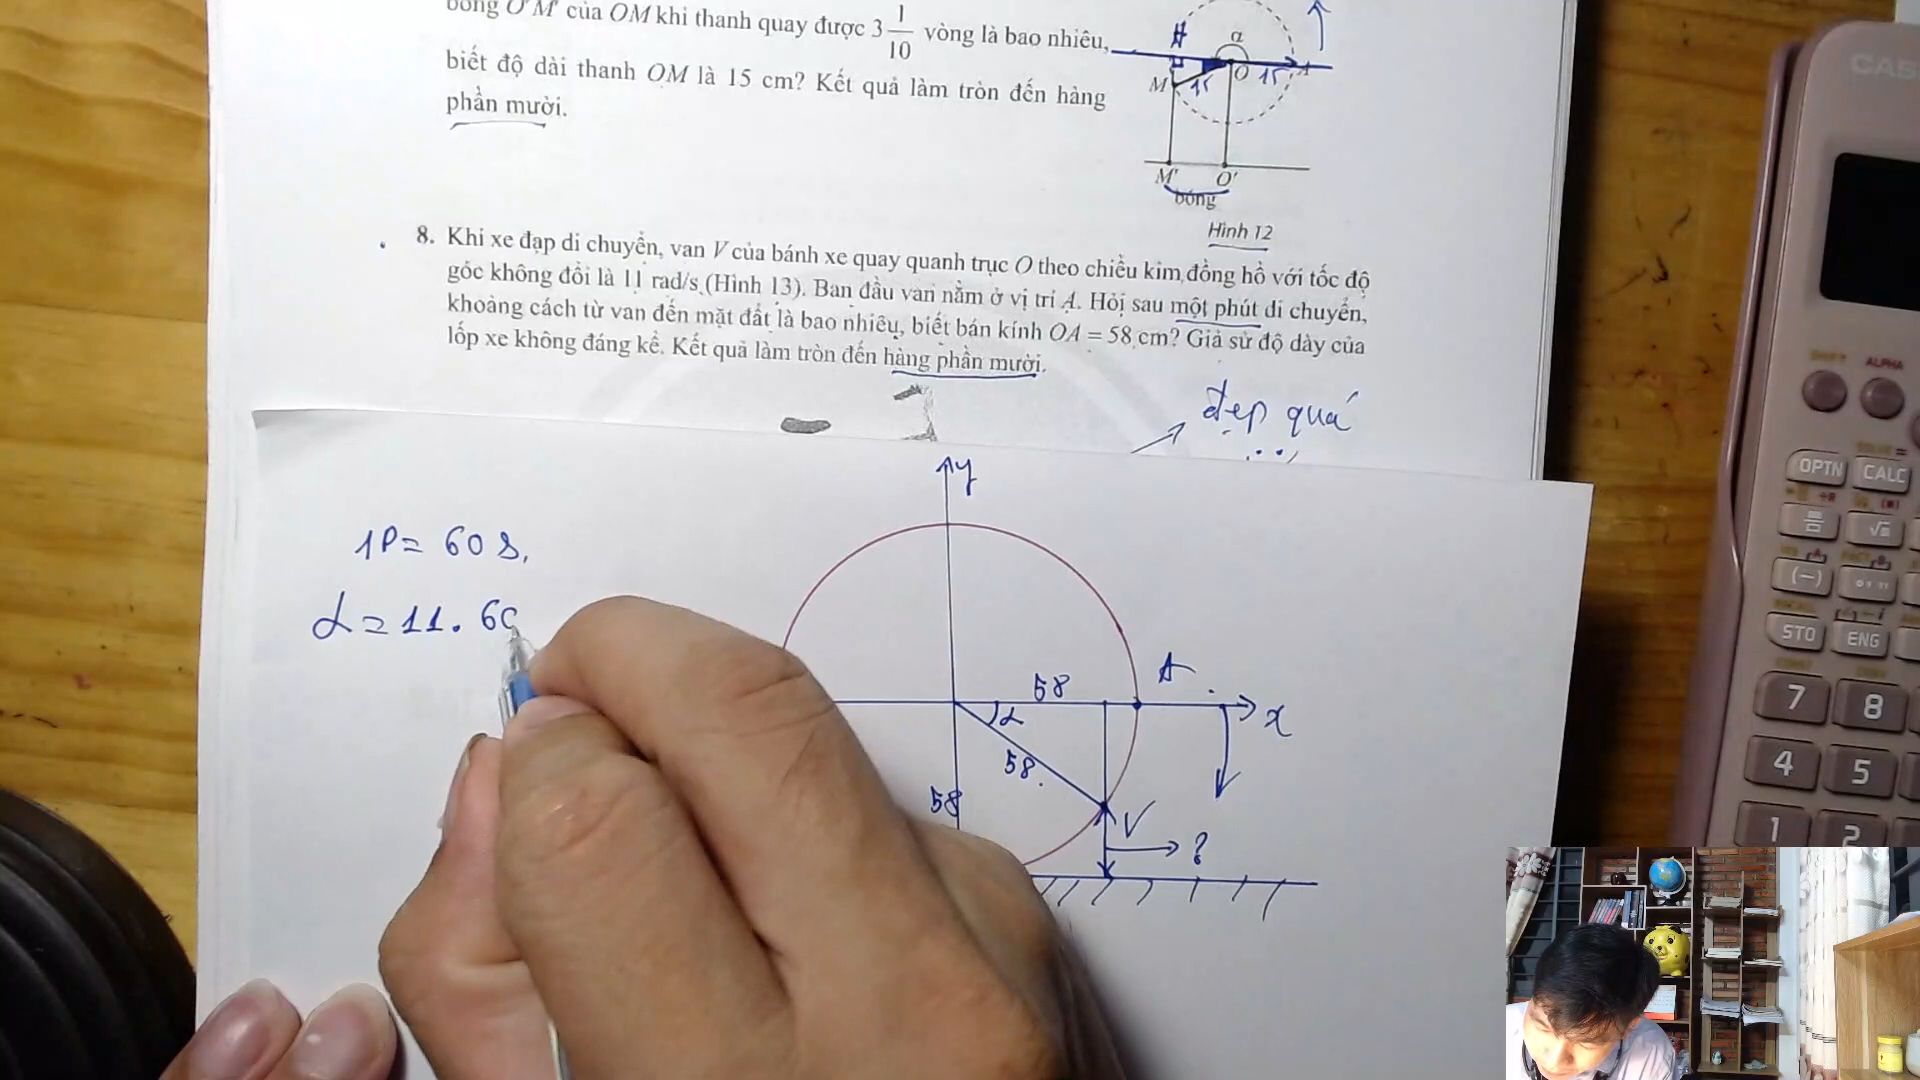 bóng O'M' của OM khi thanh quay được 3 1/10 vòng là bao nhiêu,
biết độ dài thanh OM là 15 cm? Kết quả làm tròn đến hàng
phần mười.
H
α
M
15
O
15
A
M'
O'
bóng
Hình 12
8. Khi xe đạp di chuyển, van V của bánh xe quay quanh trục O theo chiều kim đồng hồ với tốc độ
góc không đổi là 11 rad/s (Hình 13). Ban đầu van nằm ở vị trí A. Hỏi sau một phút di chuyển,
khoảng cách từ van đến mặt đất là bao nhiêu, biết bán kính OA = 58 cm? Giả sử độ dày của
lốp xe không đáng kể. Kết quả làm tròn đến hàng phần mười.
đẹp quá
y
1P = 60 s.
α = 11. 60
58
A
x
α
58
58
V
?
CAS
SHIFT
ALPHA
SOLVE =
OPTN
CALC
(−)
STO
ENG
7
8
4
5
1
2